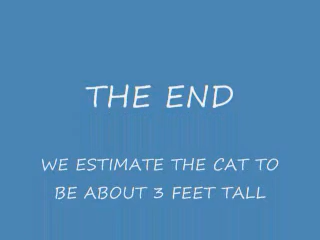 THE END
WE ESTIMATE THE CAT TO
BE ABOUT 3 FEET TALL